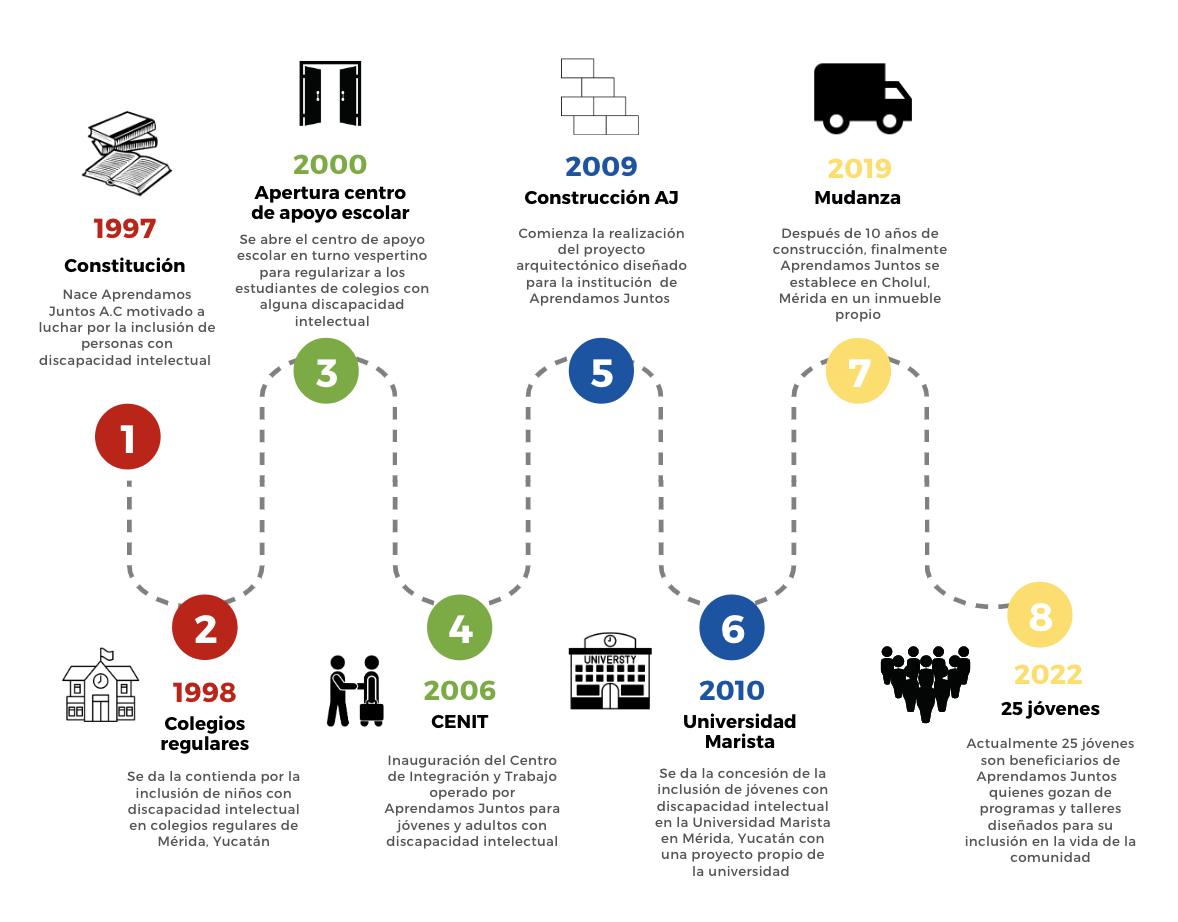 1997
Constitución
Nace Aprendamos
Juntos A.C motivado a
luchar por la inclusión de
personas con
discapacidad intelectual
1
2
1998
Colegios
regulares
Se da la contienda por la
inclusión de niños con
discapacidad intelectual
en colegios regulares de
Mérida, Yucatán
2000
Apertura centro
de apoyo escolar
Se abre el centro de apoyo
escolar en turno vespertino
para regularizar a los
estudiantes de colegios con
alguna discapacidad
intelectual
3
4
2006
CENIT
Inauguración del Centro
de Integración y Trabajo
operado por
Aprendamos Juntos para
jóvenes y adultos con
discapacidad intelectual
2009
Construcción AJ
Comienza la realización
del proyecto
arquitectónico diseñado
para la institución  de
Aprendamos Juntos
5
UNIVERSTY
6
2010
Universidad
Marista
Se da la concesión de la
inclusión de jóvenes con
discapacidad intelectual
en la Universidad Marista
en Mérida, Yucatán con
una proyecto propio de
la universidad
2019
Mudanza
Después de 10 años de
construcción, finalmente
Aprendamos Juntos se
establece en Cholul,
Mérida en un inmueble
propio
7
8
2022
25 jóvenes
Actualmente 25 jóvenes
son beneficiarios de
Aprendamos Juntos
quienes gozan de
programas y talleres
diseñados para su
inclusión en la vida de la
comunidad